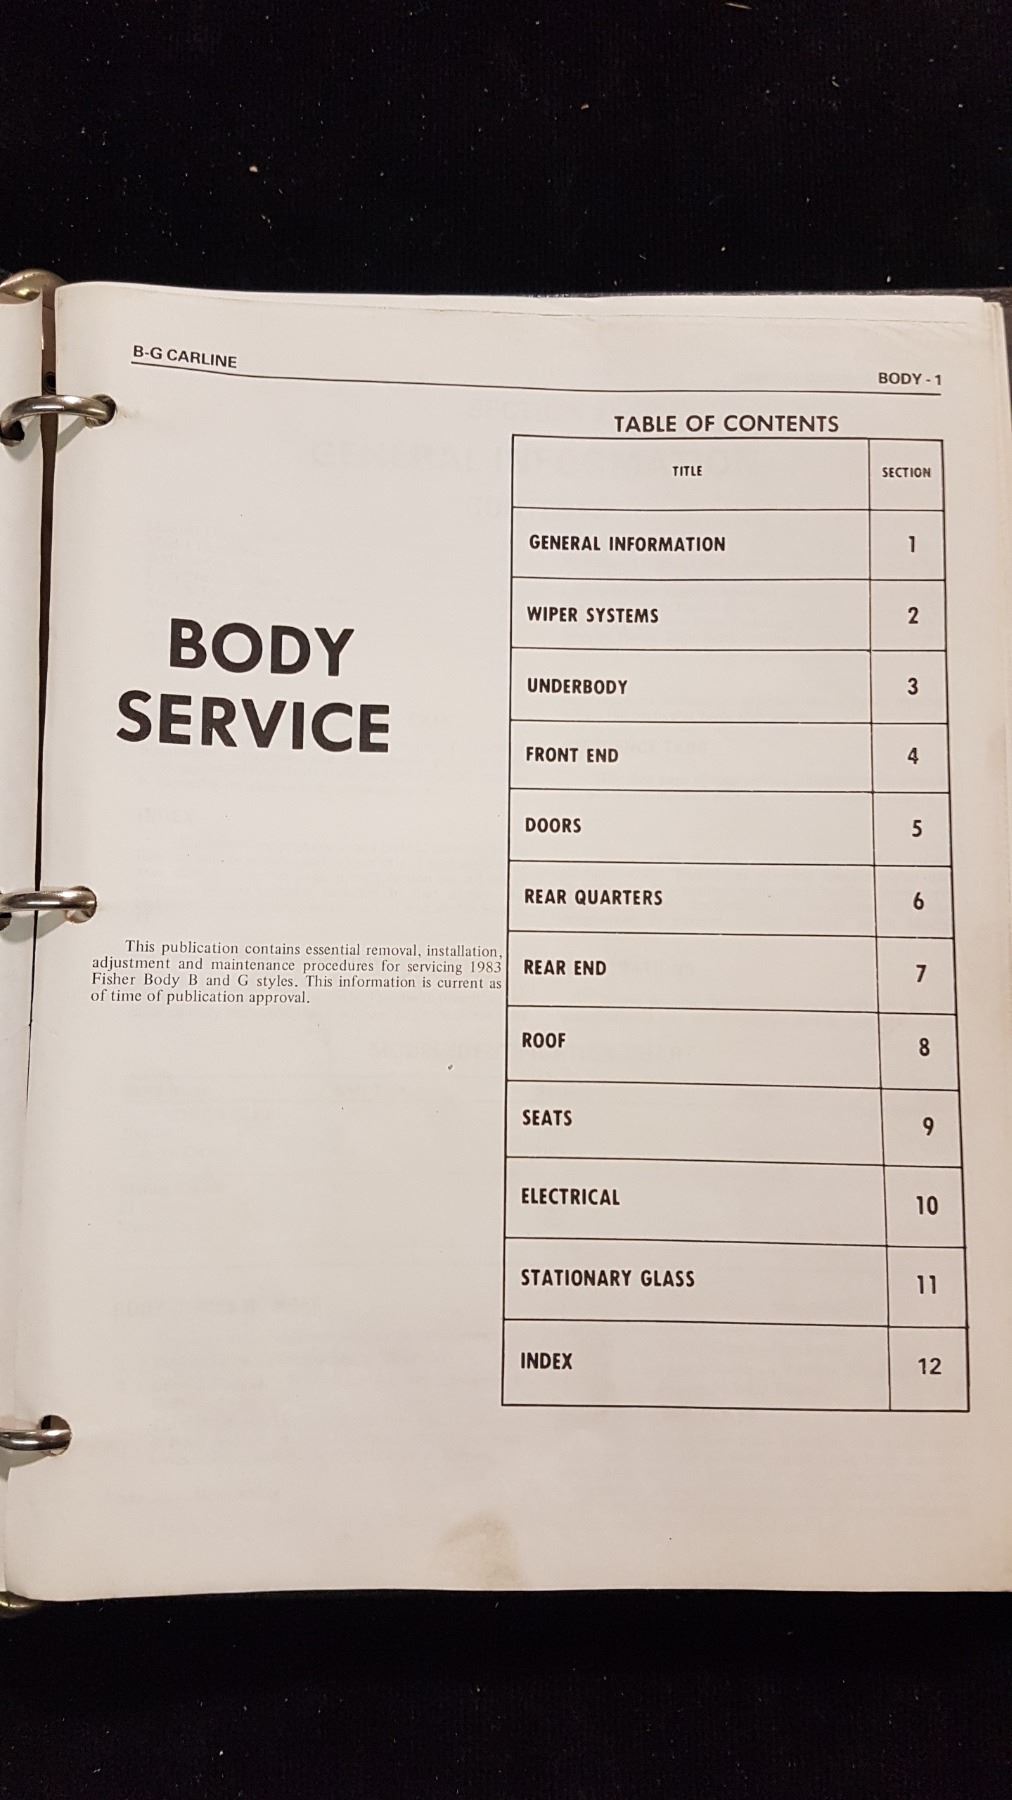 B-G CARLINE
BODY - 1
BODY
SERVICE
This publication contains essential removal, installation,
adjustment and maintenance procedures for servicing 1983
Fisher Body B and G styles. This information is current as
of time of publication approval.
TABLE OF CONTENTS
TITLE SECTION
GENERAL INFORMATION 1
WIPER SYSTEMS 2
UNDERBODY 3
FRONT END 4
DOORS 5
REAR QUARTERS 6
REAR END 7
ROOF 8
SEATS 9
ELECTRICAL 10
STATIONARY GLASS 11
INDEX 12